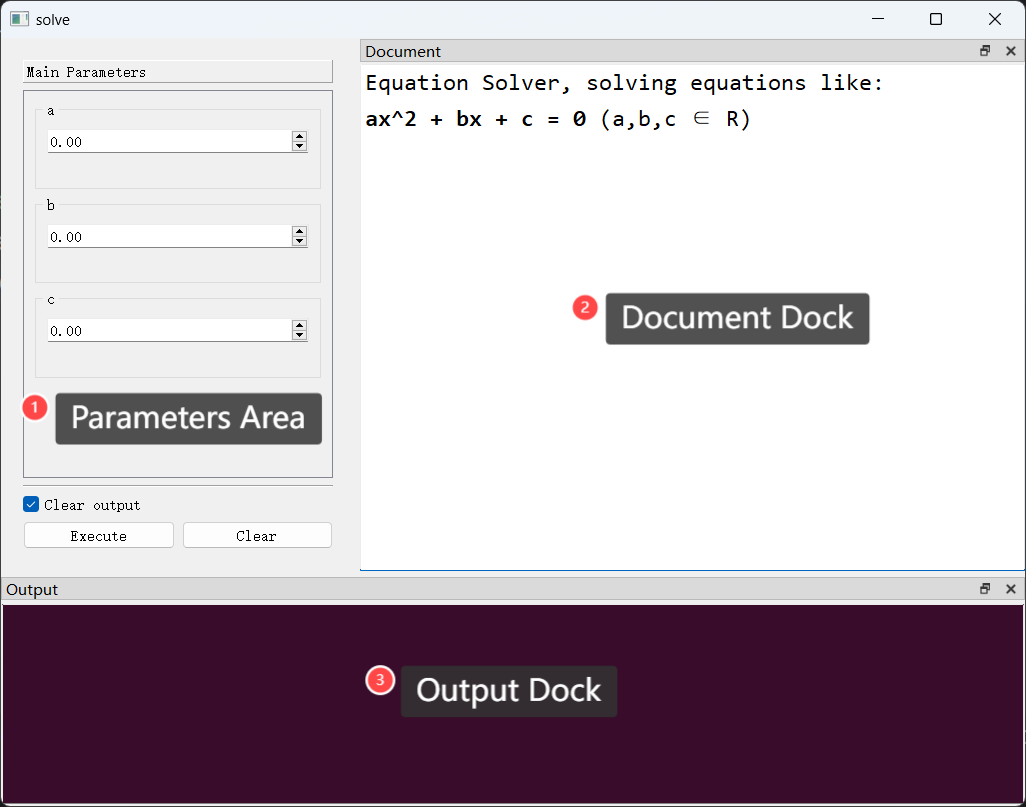 solve
Main Parameters
a
0.00
b
0.00
c
0.00
1
Parameters Area
Clear output
Execute
Clear
Document
Equation Solver, solving equations like:
ax^2 + bx + c = 0 (a,b,c ∈ R)
2
Document Dock
Output
3
Output Dock